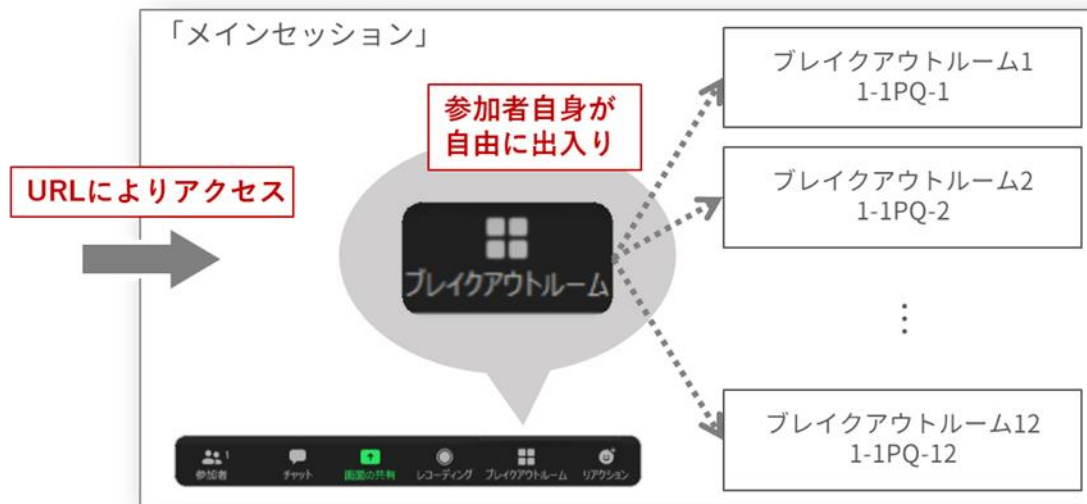 「メインセッション」
URLによりアクセス
参加者自身が
自由に出入り
ブレイクアウトルーム
ブレイクアウトルーム1
1-1PQ-1
ブレイクアウトルーム2
1-1PQ-2
⋮
ブレイクアウトルーム12
1-1PQ-12
1
参加者
チャット
画面の共有
レコーディング
ブレイクアウトルーム
リアクション